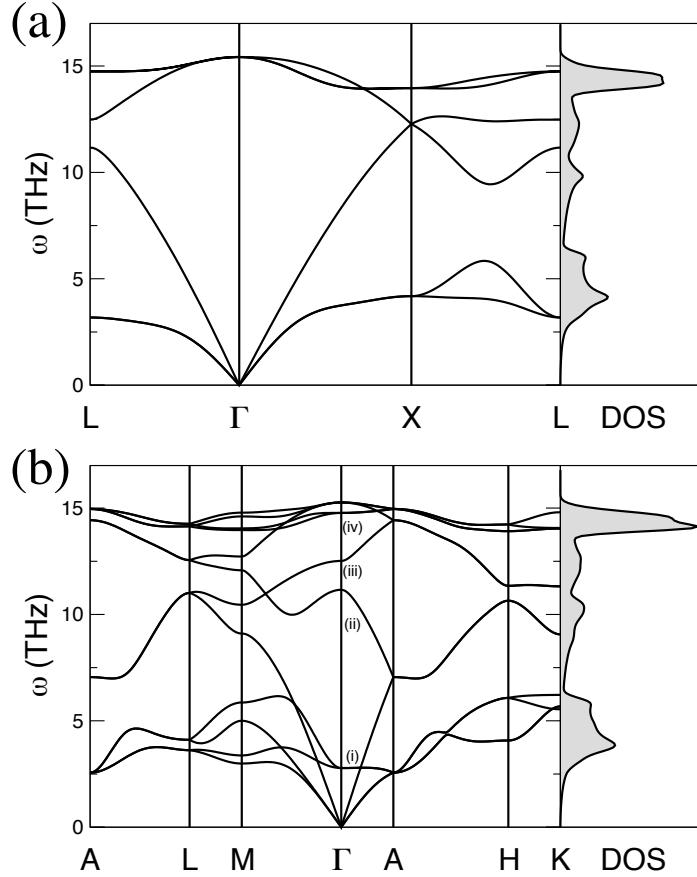 (a)
15
10
5
0
ω (THz)
L Γ X L DOS
(b)
15
(iv)
(iii)
10
(ii)
5
(i)
0
ω (THz)
A L M Γ A H K DOS